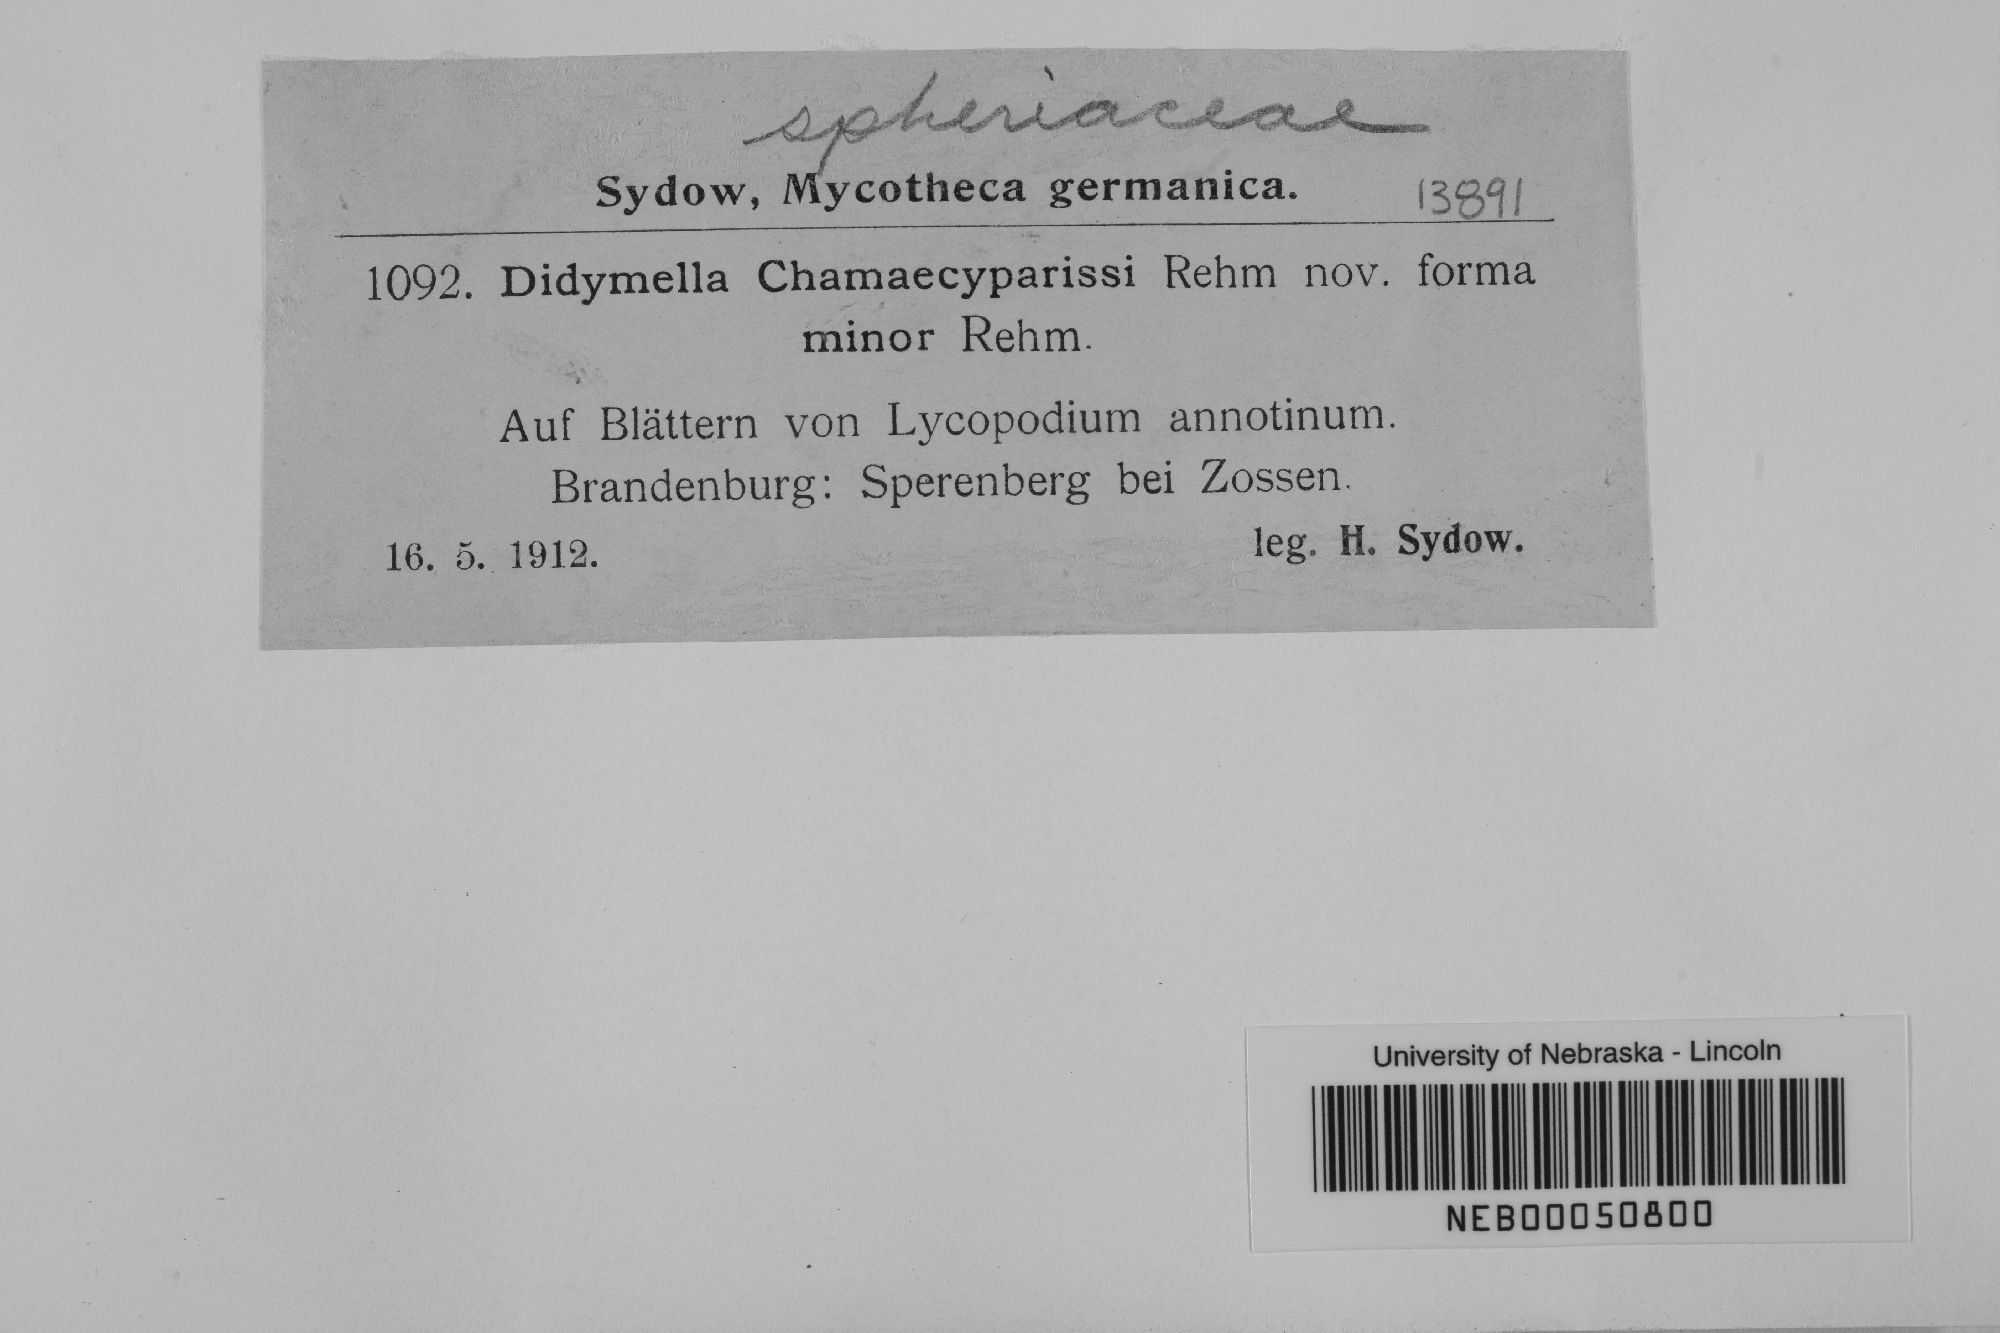 spheriaceae
Sydow, Mycotheca germanica. 13891
1092. Didymella Chamaecyparissi Rehm nov. forma
minor Rehm.
Auf Blättern von Lycopodium annotinum.
Brandenburg: Sperenberg bei Zossen.
16. 5. 1912. leg. H. Sydow.
University of Nebraska - Lincoln
NEB00050800